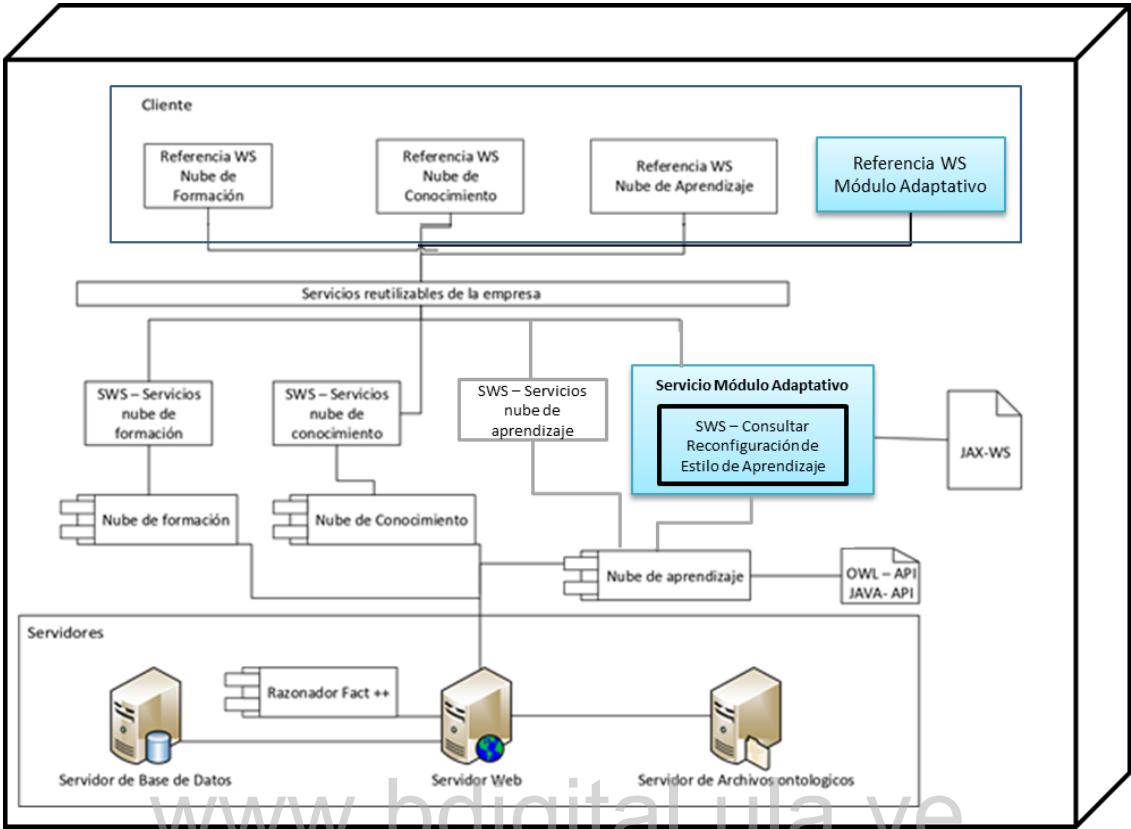 Cliente
Referencia WS
Nube de
Formación
Referencia WS
Nube de
Conocimiento
Referencia WS
Nube de Aprendizaje
Referencia WS
Módulo Adaptativo
Servicios reutilizables de la empresa
SWS – Servicios
nube de
formación
SWS – Servicios
nube de
conocimiento
SWS – Servicios
nube de
aprendizaje
Servicio Módulo Adaptativo
SWS – Consultar
Reconfiguración de
Estilo de Aprendizaje
JAX-WS
Nube de formación
Nube de Conocimiento
Nube de aprendizaje
OWL – API
JAVA- API
Servidores
Razonador Fact ++
Servidor de Base de Datos
Servidor Web
Servidor de Archivos ontologicos
www.bdigital.ula.ve